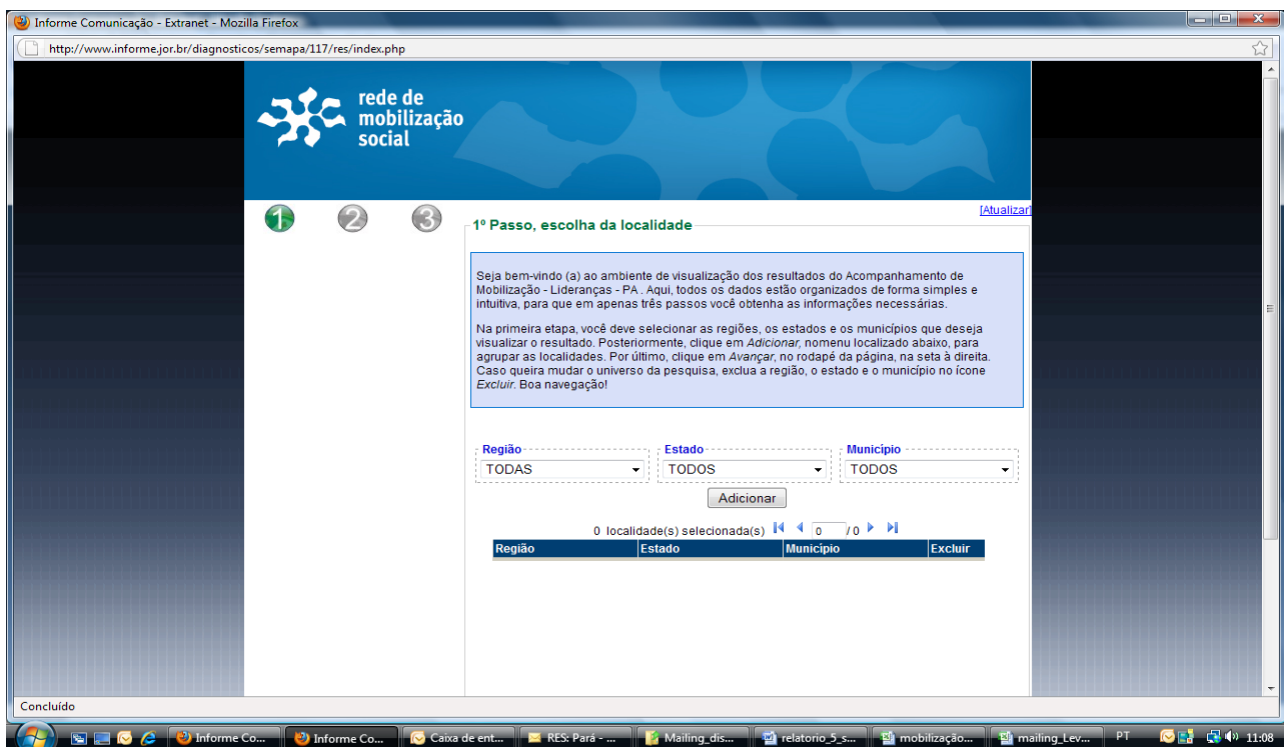 Informe Comunicação - Extranet - Mozilla Firefox
http://www.informe.jor.br/diagnosticos/semapa/117/res/index.php
rede de
mobilização
social
1 2 3
[Atualizar]
1º Passo, escolha da localidade
Seja bem-vindo (a) ao ambiente de visualização dos resultados do Acompanhamento de
Mobilização - Lideranças - PA . Aqui, todos os dados estão organizados de forma simples e
intuitiva, para que em apenas três passos você obtenha as informações necessárias.
Na primeira etapa, você deve selecionar as regiões, os estados e os municípios que deseja
visualizar o resultado. Posteriormente, clique em Adicionar, nomenu localizado abaixo, para
agrupar as localidades. Por último, clique em Avançar, no rodapé da página, na seta à direita.
Caso queira mudar o universo da pesquisa, exclua a região, o estado e o município no ícone
Excluir. Boa navegação!
Região Estado Município
TODAS TODOS TODOS
Adicionar
0 localidade(s) selecionada(s) 0 / 0
Região Estado Município Excluir
Concluído
Informe Co... Informe Co... Caixa de ent... RES: Pará - ... Mailing_dis... relatorio_5_s... mobilização... mailing_Lev... PT 11:08